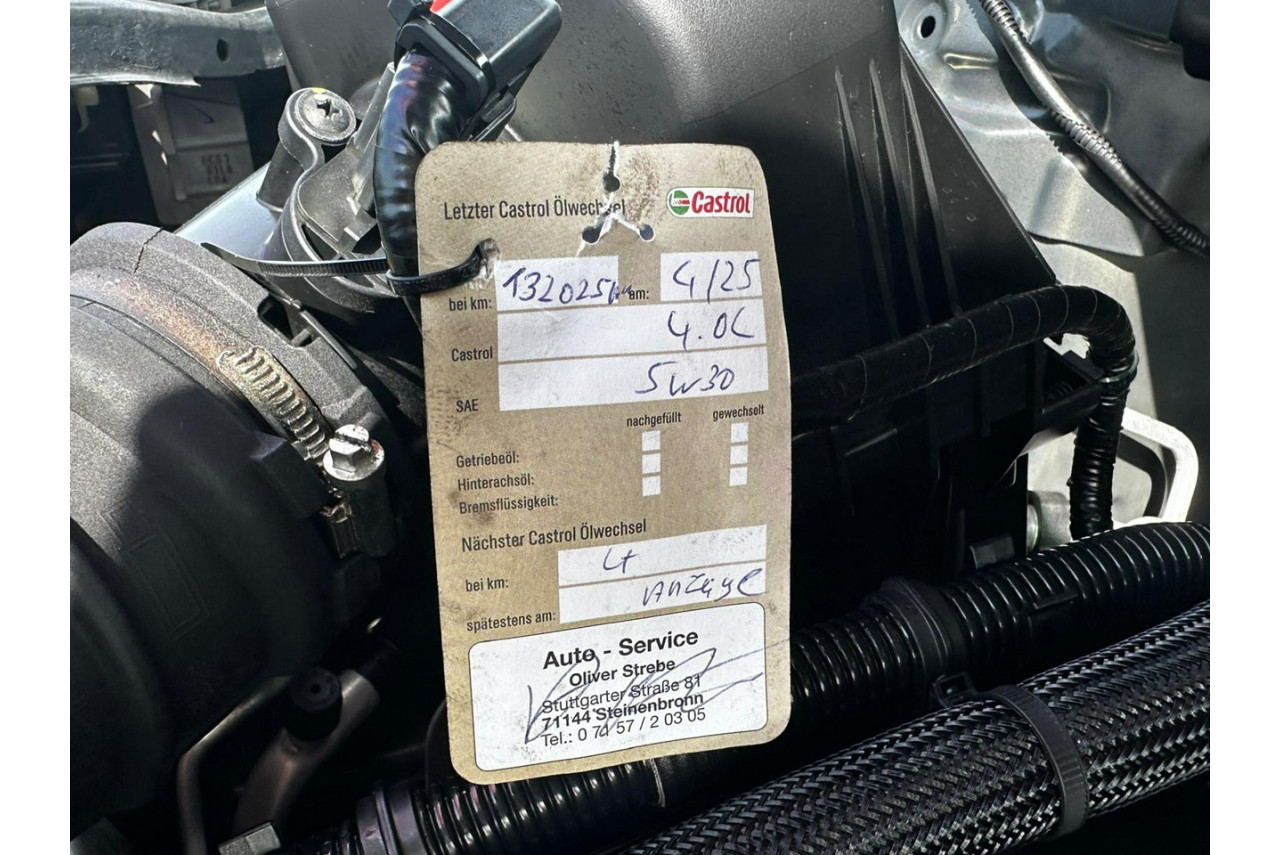 Letzter Castrol Ölwechsel
Castrol
bei km: 132025km am: 4/25
Castrol 4.0L
SAE 5W30
nachgefüllt gewechselt
Getriebeöl:
Hinterachsöl:
Bremsflüssigkeit:
Nächster Castrol Ölwechsel
bei km: Lt
spätestens am: Anzeige
Auto - Service
Oliver Strebe
Stuttgarter Straße 81
71144 Steinenbronn
Tel.: 0 71 57 / 2 03 05